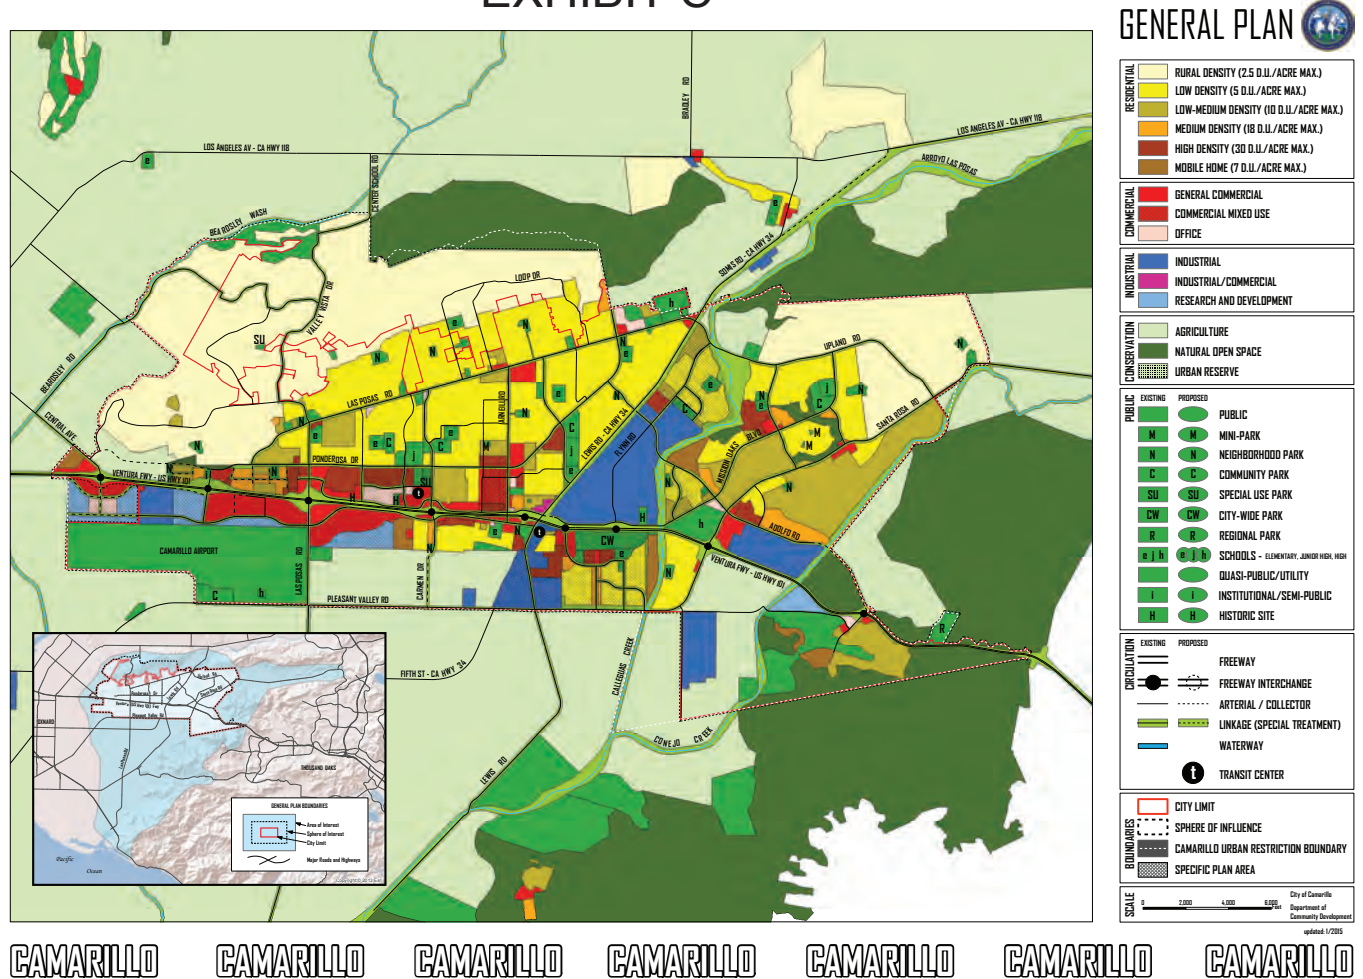 EXHIBIT C
GENERAL PLAN
RESIDENTIAL
RURAL DENSITY (2.5 D.U./ACRE MAX.)
LOW DENSITY (5 D.U./ACRE MAX.)
LOW-MEDIUM DENSITY (10 D.U./ACRE MAX.)
MEDIUM DENSITY (18 D.U./ACRE MAX.)
HIGH DENSITY (30 D.U./ACRE MAX.)
MOBILE HOME (7 D.U./ACRE MAX.)
COMMERCIAL
GENERAL COMMERCIAL
COMMERCIAL MIXED USE
OFFICE
INDUSTRIAL
INDUSTRIAL
INDUSTRIAL/COMMERCIAL
RESEARCH AND DEVELOPMENT
CONSERVATION
AGRICULTURE
NATURAL OPEN SPACE
URBAN RESERVE
PUBLIC
EXISTING PROPOSED
PUBLIC
M M MINI-PARK
N N NEIGHBORHOOD PARK
C C COMMUNITY PARK
SU SU SPECIAL USE PARK
CW CW CITY-WIDE PARK
R R REGIONAL PARK
e j h e j h SCHOOLS - ELEMENTARY, JUNIOR HIGH, HIGH
QUASI-PUBLIC/UTILITY
i i INSTITUTIONAL/SEMI-PUBLIC
H H HISTORIC SITE
CIRCULATION
EXISTING PROPOSED
FREEWAY
FREEWAY INTERCHANGE
ARTERIAL / COLLECTOR
LINKAGE (SPECIAL TREATMENT)
WATERWAY
t TRANSIT CENTER
BOUNDARIES
CITY LIMIT
SPHERE OF INFLUENCE
CAMARILLO URBAN RESTRICTION BOUNDARY
SPECIFIC PLAN AREA
SCALE
0 2,000 4,000 6,000 Feet
City of Camarillo
Department of
Community Development
updated: 1/2015
LOS ANGELES AV - CA HWY 118
BRADLEY RD
LOS ANGELES AV - CA HWY 118
ARROYO LAS POSAS
CENTER SCHOOL RD
BEARDSLEY WASH
SOMIS RD - CA HWY 34
LOOP DR
VALLEY VISTA DR
SU
UPLAND RD
BEARDSLEY RD
LAS POSAS RD
ARNEILL RD
LEWIS RD - CA HWY 34
FLYNN RD
SANTA ROSA RD
CENTRAL AVE
MISSION OAKS BLVD
PONDEROSA DR
VENTURA FWY - US HWY 101
SU
CW
ADOLFO RD
CAMARILLO AIRPORT
LAS POSAS RD
CARMEN DR
VENTURA FWY - US HWY 101
PLEASANT VALLEY RD
FIFTH ST - CA HWY 34
CALLEGUAS CREEK
CONEJO CREEK
LEWIS RD
OXNARD
THOUSAND OAKS
Pacific
Ocean
GENERAL PLAN BOUNDARIES
Area of Interest
Sphere of Interest
City Limit
Major Roads and Highways
CAMARILLO CAMARILLO CAMARILLO CAMARILLO CAMARILLO CAMARILLO CAMARILLO